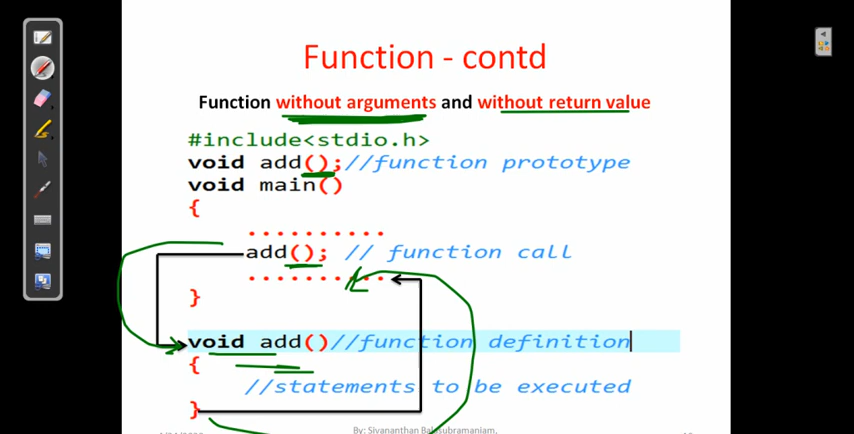 Function - contd
Function without arguments and without return value
#include<stdio.h>
void add();//function prototype
void main()
{
..........
add(); // function call
..........
}
void add()//function definition
{
//statements to be executed
}
By: Sivananthan Balasubramaniam,